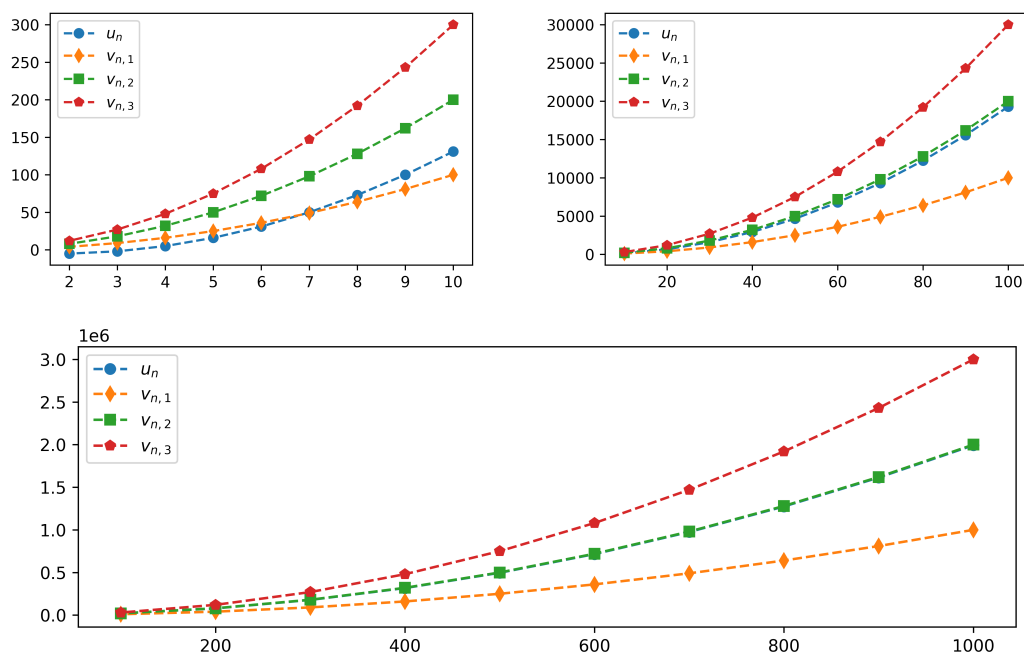 300
250
200
150
100
50
0
2 3 4 5 6 7 8 9 10
u_n
v_{n,1}
v_{n,2}
v_{n,3}
30000
25000
20000
15000
10000
5000
0
20 40 60 80 100
u_n
v_{n,1}
v_{n,2}
v_{n,3}
1e6
3.0
2.5
2.0
1.5
1.0
0.5
0.0
200 400 600 800 1000
u_n
v_{n,1}
v_{n,2}
v_{n,3}